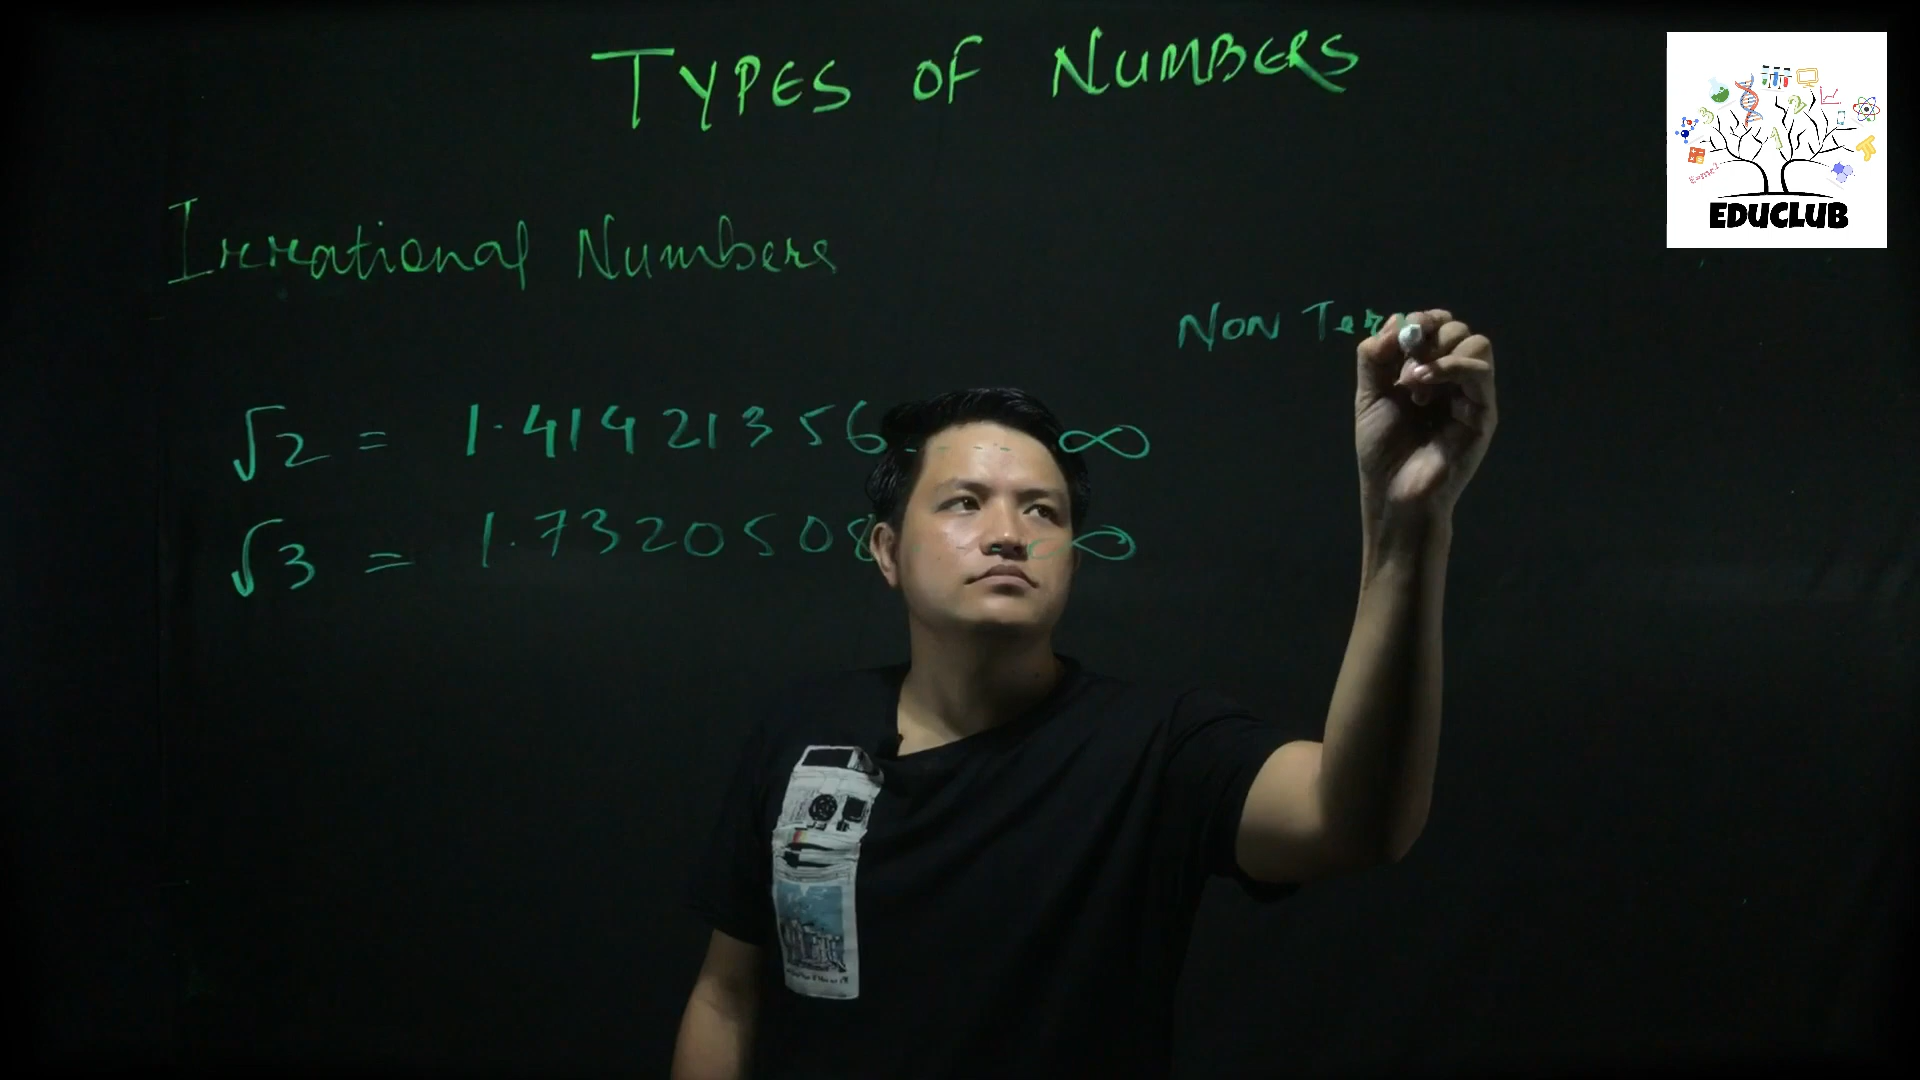 TYPES OF NUMBERS
EDUCLUB
Irrational Numbers
NON Ter
√2 = 1.41421356..... ∞
√3 = 1.7320508... ∞